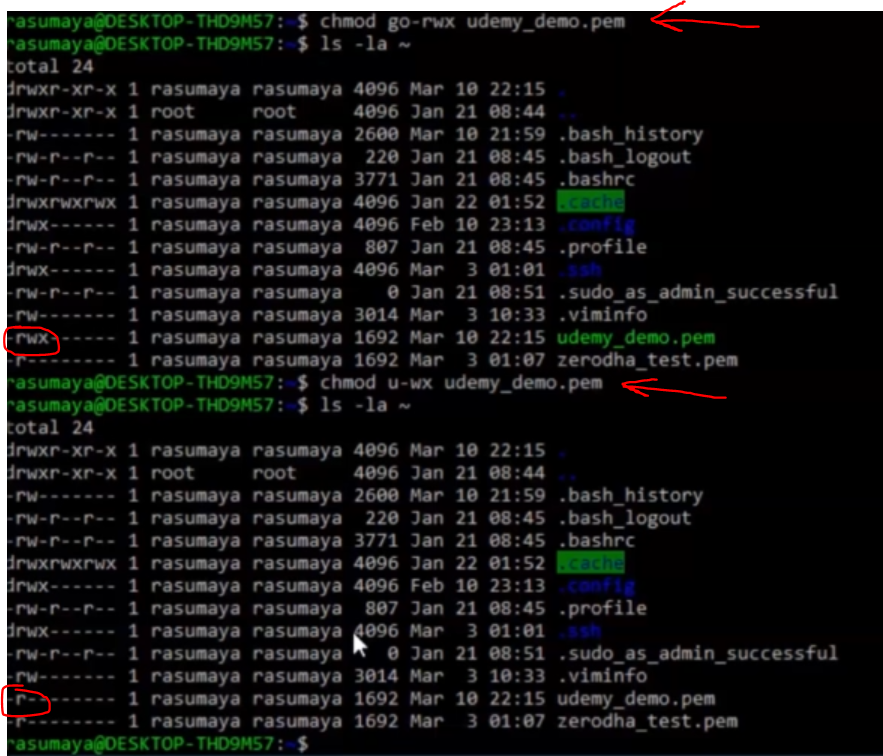 rasumaya@DESKTOP-THD9M57:~$ chmod go-rwx udemy_demo.pem
rasumaya@DESKTOP-THD9M57:~$ ls -la ~
total 24
drwxr-xr-x 1 rasumaya rasumaya 4096 Mar 10 22:15 .
drwxr-xr-x 1 root root 4096 Jan 21 08:44 ..
-rw------- 1 rasumaya rasumaya 2600 Mar 10 21:59 .bash_history
-rw-r--r-- 1 rasumaya rasumaya 220 Jan 21 08:45 .bash_logout
-rw-r--r-- 1 rasumaya rasumaya 3771 Jan 21 08:45 .bashrc
drwxrwxrwx 1 rasumaya rasumaya 4096 Jan 22 01:52 .cache
drwx------ 1 rasumaya rasumaya 4096 Feb 10 23:13 .config
-rw-r--r-- 1 rasumaya rasumaya 807 Jan 21 08:45 .profile
drwx------ 1 rasumaya rasumaya 4096 Mar 3 01:01 .ssh
-rw-r--r-- 1 rasumaya rasumaya 0 Jan 21 08:51 .sudo_as_admin_successful
-rw------- 1 rasumaya rasumaya 3014 Mar 3 10:33 .viminfo
-rwx------ 1 rasumaya rasumaya 1692 Mar 10 22:15 udemy_demo.pem
-r-------- 1 rasumaya rasumaya 1692 Mar 3 01:07 zerodha_test.pem
rasumaya@DESKTOP-THD9M57:~$ chmod u-wx udemy_demo.pem
rasumaya@DESKTOP-THD9M57:~$ ls -la ~
total 24
drwxr-xr-x 1 rasumaya rasumaya 4096 Mar 10 22:15 .
drwxr-xr-x 1 root root 4096 Jan 21 08:44 ..
-rw------- 1 rasumaya rasumaya 2600 Mar 10 21:59 .bash_history
-rw-r--r-- 1 rasumaya rasumaya 220 Jan 21 08:45 .bash_logout
-rw-r--r-- 1 rasumaya rasumaya 3771 Jan 21 08:45 .bashrc
drwxrwxrwx 1 rasumaya rasumaya 4096 Jan 22 01:52 .cache
drwx------ 1 rasumaya rasumaya 4096 Feb 10 23:13 .config
-rw-r--r-- 1 rasumaya rasumaya 807 Jan 21 08:45 .profile
drwx------ 1 rasumaya rasumaya 4096 Mar 3 01:01 .ssh
-rw-r--r-- 1 rasumaya rasumaya 0 Jan 21 08:51 .sudo_as_admin_successful
-rw------- 1 rasumaya rasumaya 3014 Mar 3 10:33 .viminfo
-r-------- 1 rasumaya rasumaya 1692 Mar 10 22:15 udemy_demo.pem
-r-------- 1 rasumaya rasumaya 1692 Mar 3 01:07 zerodha_test.pem
rasumaya@DESKTOP-THD9M57:~$